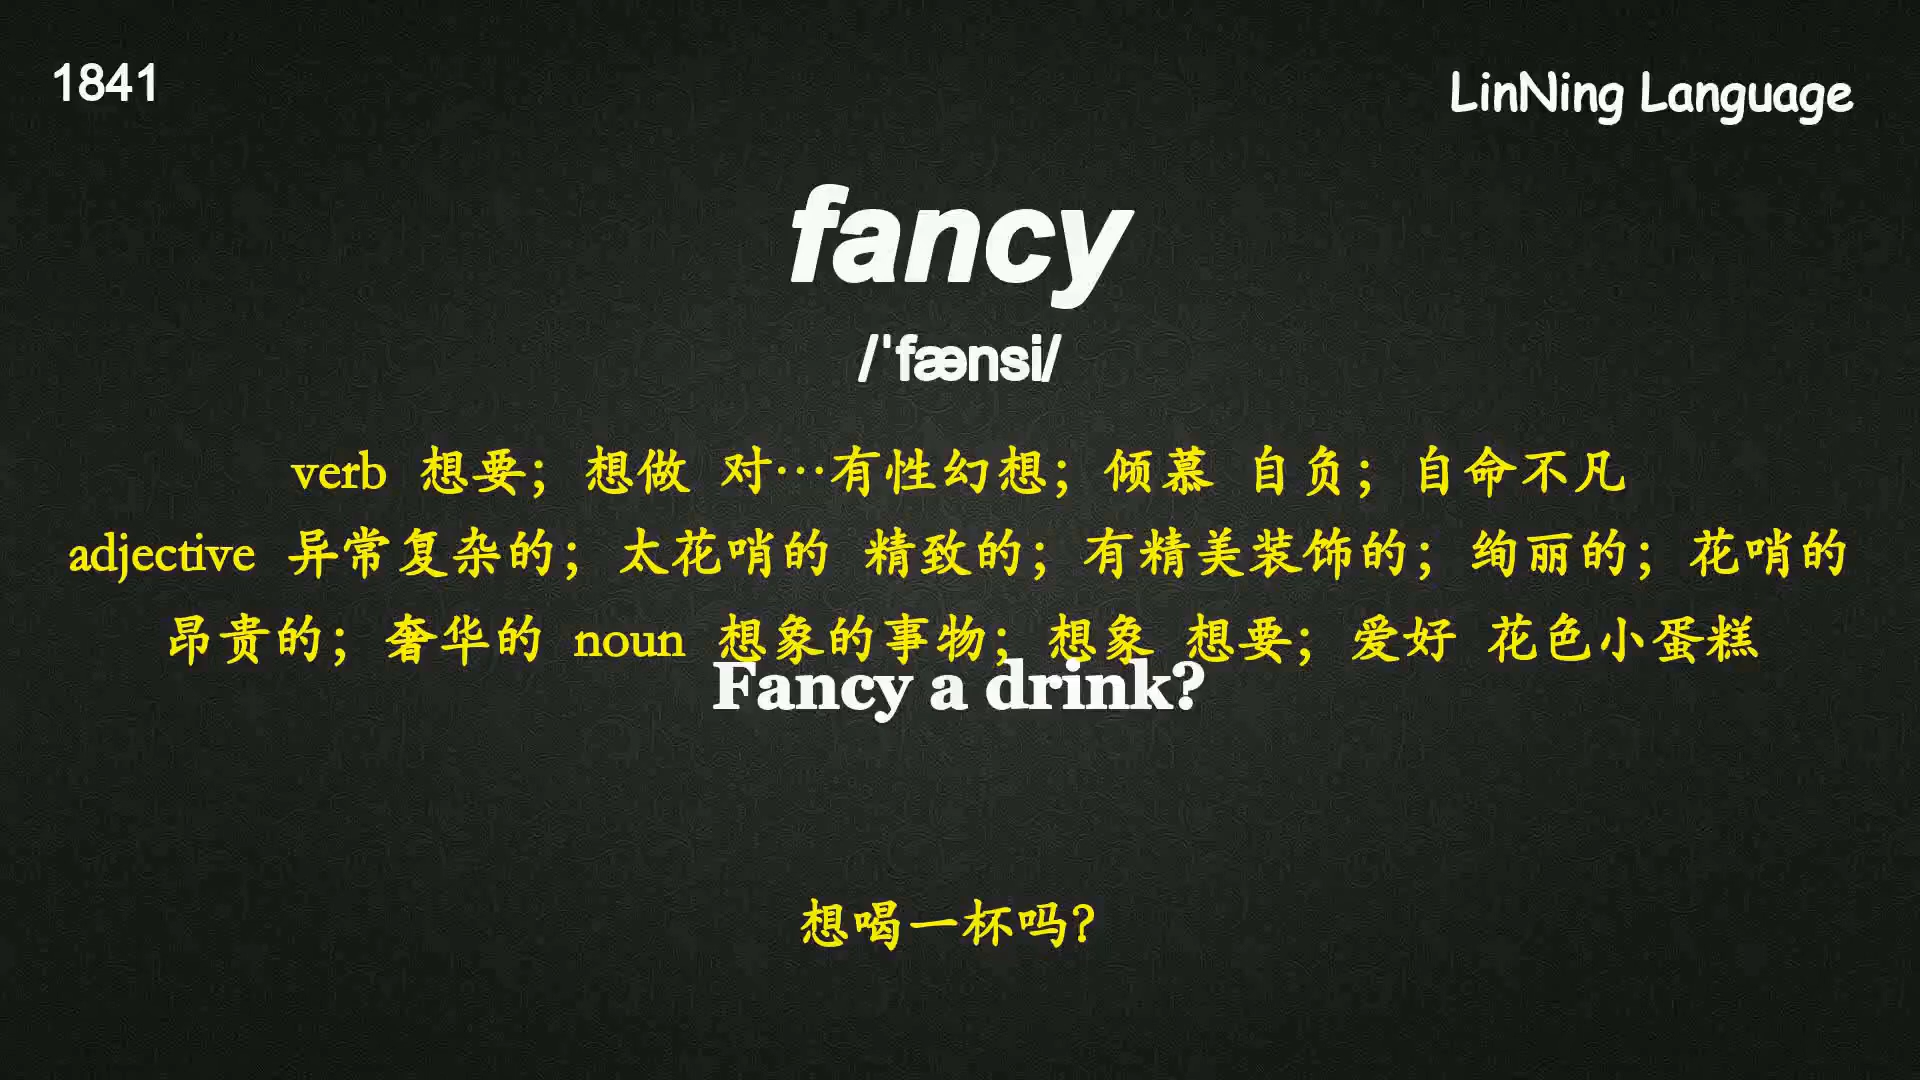 1841
LinNing Language
fancy
/ˈfænsi/
verb 想要；想做 对…有性幻想；倾慕 自负；自命不凡
adjective 异常复杂的；太花哨的 精致的；有精美装饰的；绚丽的；花哨的
昂贵的；奢华的 noun 想象的事物；想象 想要；爱好 花色小蛋糕
Fancy a drink?
想喝一杯吗？